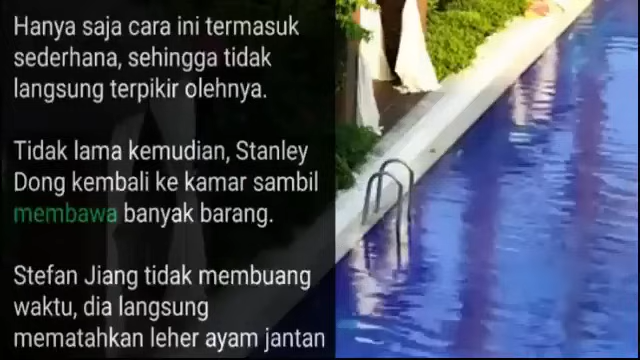 Hanya saja cara ini termasuk
sederhana, sehingga tidak
langsung terpikir olehnya.
Tidak lama kemudian, Stanley
Dong kembali ke kamar sambil
membawa banyak barang.
Stefan Jiang tidak membuang
waktu, dia langsung
mematahkan leher ayam jantan